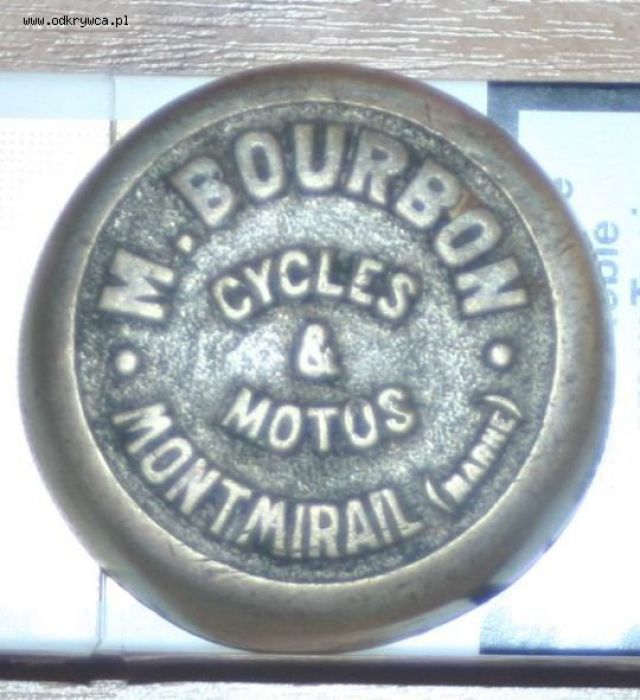 www.odkrywca.pl
M. BOURBON
CYCLES
&
MOTOS
MONTMIRAIL (MARNE)